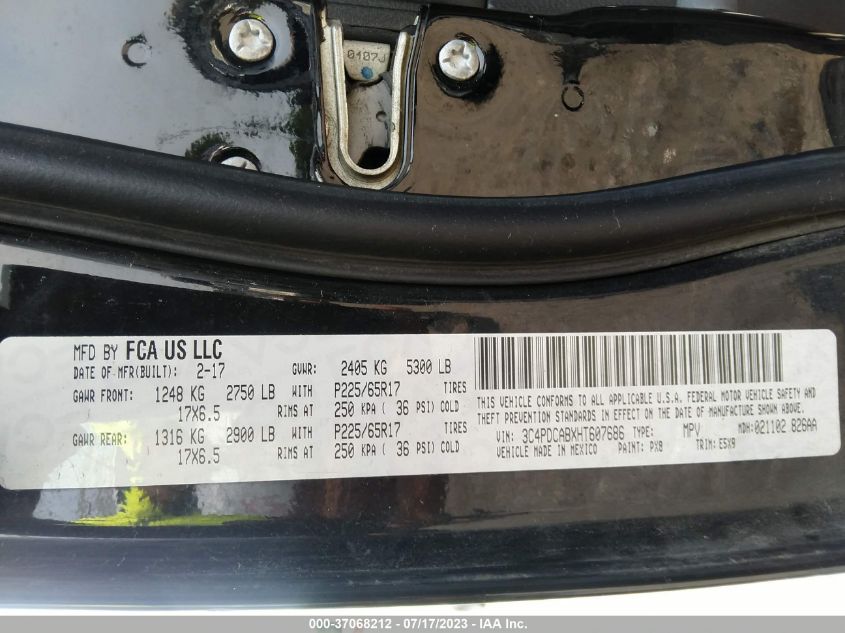 0407J
MFD BY FCA US LLC
DATE OF MFR(BUILT): 2-17 GVWR: 2405 KG 5300 LB
GAWR FRONT: 1248 KG 2750 LB WITH P225/65R17 TIRES
17X6.5 RIMS AT 250 KPA ( 36 PSI) COLD
GAWR REAR: 1316 KG 2900 LB WITH P225/65R17 TIRES
17X6.5 RIMS AT 250 KPA ( 36 PSI) COLD
THIS VEHICLE CONFORMS TO ALL APPLICABLE U.S.A. FEDERAL MOTOR VEHICLE SAFETY AND
THEFT PREVENTION STANDARDS IN EFFECT ON THE DATE OF MANUFACTURE SHOWN ABOVE.
VIN: 3C4PDCABXHT607686 TYPE: MPV MDH:021102 826AA
VEHICLE MADE IN MEXICO PAINT: PX8 TRIM: E5X9
000-37068212 - 07/17/2023 - IAA Inc.